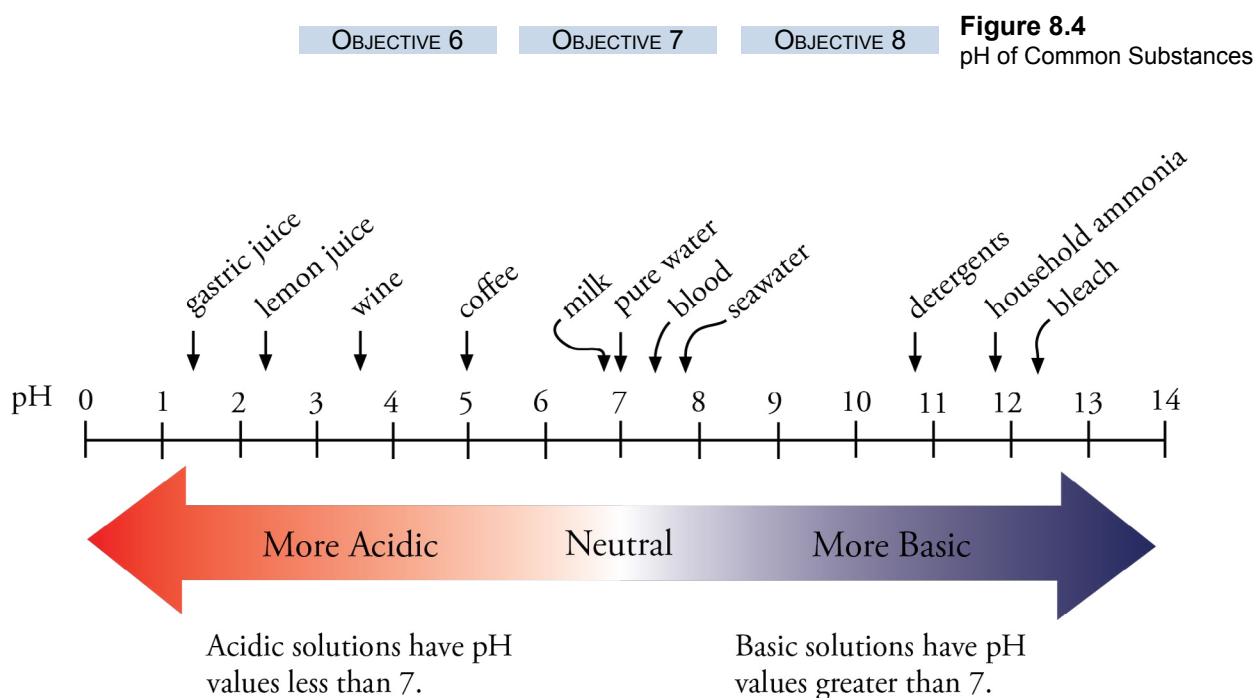 OBJECTIVE 6
OBJECTIVE 7
OBJECTIVE 8
Figure 8.4
pH of Common Substances
gastric juice
lemon juice
wine
coffee
milk
pure water
blood
seawater
detergents
household ammonia
bleach
pH 0 1 2 3 4 5 6 7 8 9 10 11 12 13 14
More Acidic
Neutral
More Basic
Acidic solutions have pH
values less than 7.
Basic solutions have pH
values greater than 7.